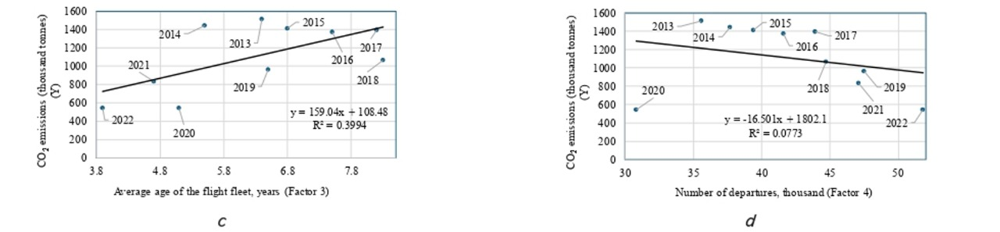 CO₂ emissions (thousand tonnes)
(Y)
1600
1400
1200
1000
800
600
400
200
0
2014
2013
2015
2016
2017
2018
2021
2019
2022
2020
y = 159.04x + 108.48
R² = 0.3994
3.8 4.8 5.8 6.8 7.8
Average age of the flight fleet, years (Factor 3)
c
CO₂ emissions (thousand tonnes)
(Y)
1600
1400
1200
1000
800
600
400
200
0
2013
2014
2015
2016
2017
2018
2019
2020
2021
2022
y = -16.501x + 1802.1
R² = 0.0773
30 35 40 45 50
Number of departures, thousand (Factor 4)
d